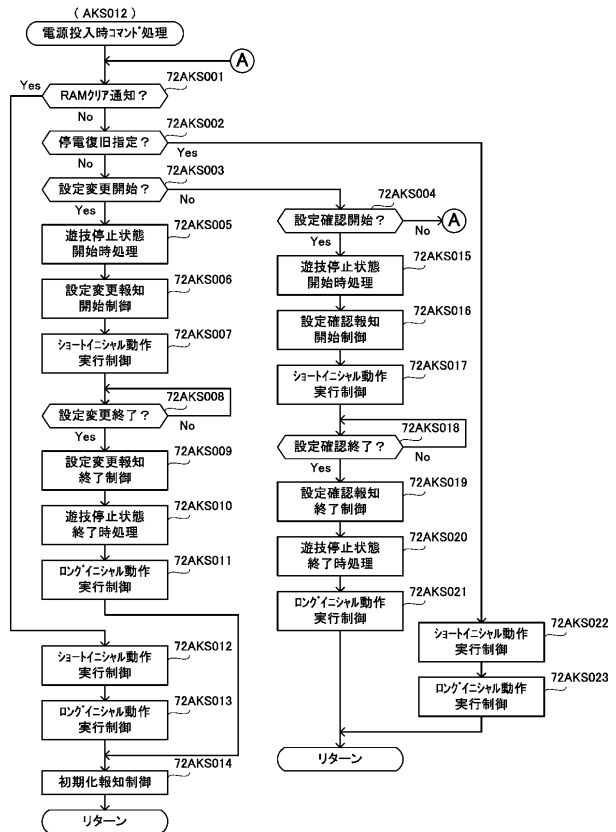 ( AKS012 )
電源投入時コマンド処理
A
72AKS001
RAMクリア通知？
Yes
No
72AKS002
停電復旧指定？
Yes
No
72AKS003
設定変更開始？
No
Yes
72AKS004
設定確認開始？
No
A
Yes
72AKS005
遊技停止状態
開始時処理
72AKS006
設定変更報知
開始制御
72AKS007
ショートイニシャル動作
実行制御
72AKS008
設定変更終了？
No
Yes
72AKS009
設定変更報知
終了制御
72AKS010
遊技停止状態
終了時処理
72AKS011
ロングイニシャル動作
実行制御
72AKS012
ショートイニシャル動作
実行制御
72AKS013
ロングイニシャル動作
実行制御
72AKS014
初期化報知制御
リターン
72AKS015
遊技停止状態
開始時処理
72AKS016
設定確認報知
開始制御
72AKS017
ショートイニシャル動作
実行制御
72AKS018
設定確認終了？
No
Yes
72AKS019
設定確認報知
終了制御
72AKS020
遊技停止状態
終了時処理
72AKS021
ロングイニシャル動作
実行制御
72AKS022
ショートイニシャル動作
実行制御
72AKS023
ロングイニシャル動作
実行制御
リターン